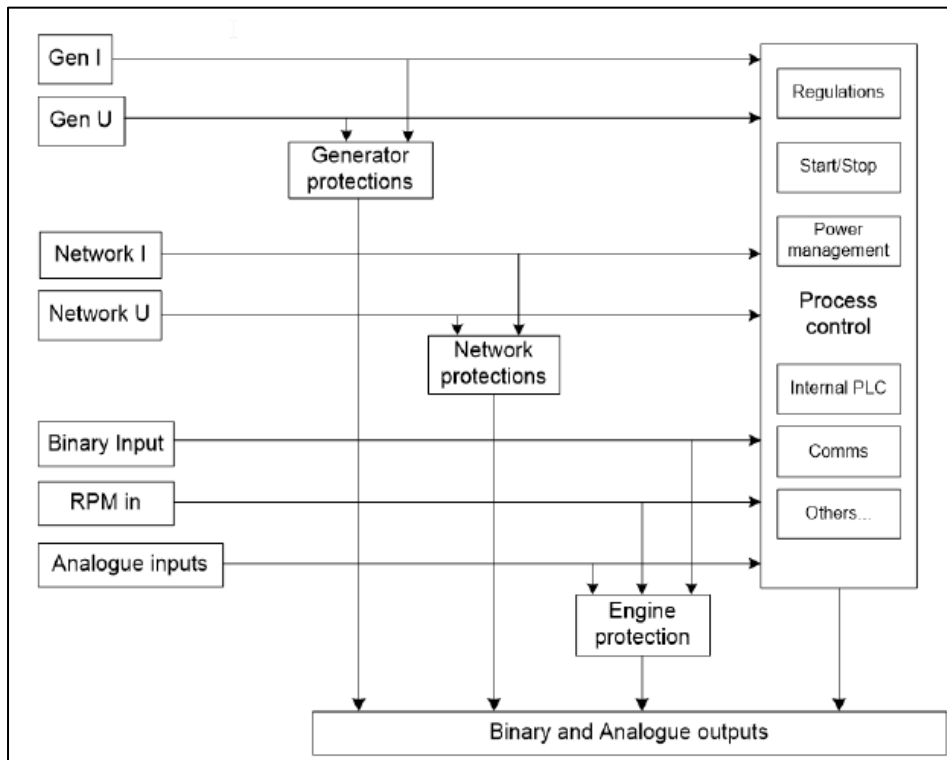 Gen I
Gen U
Generator
protections
Network I
Network U
Network
protections
Binary Input
RPM in
Analogue inputs
Engine
protection
Regulations
Start/Stop
Power
management
Process
control
Internal PLC
Comms
Others...
Binary and Analogue outputs